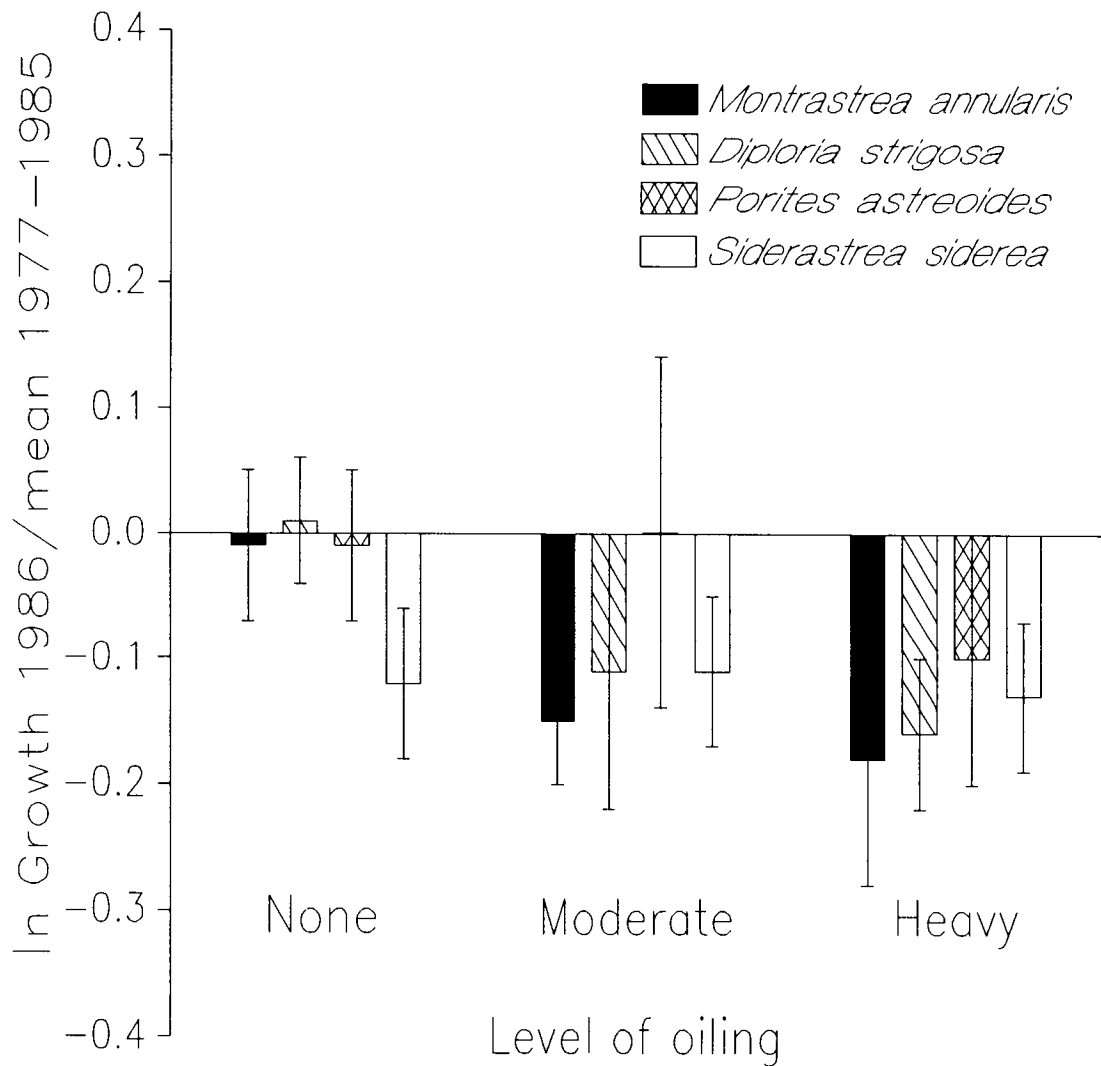 ln Growth 1986/mean 1977-1985
0.4
0.3
0.2
0.1
0.0
-0.1
-0.2
-0.3
-0.4
Montrastrea annularis
Diploria strigosa
Porites astreoides
Siderastrea siderea
None Moderate Heavy
Level of oiling